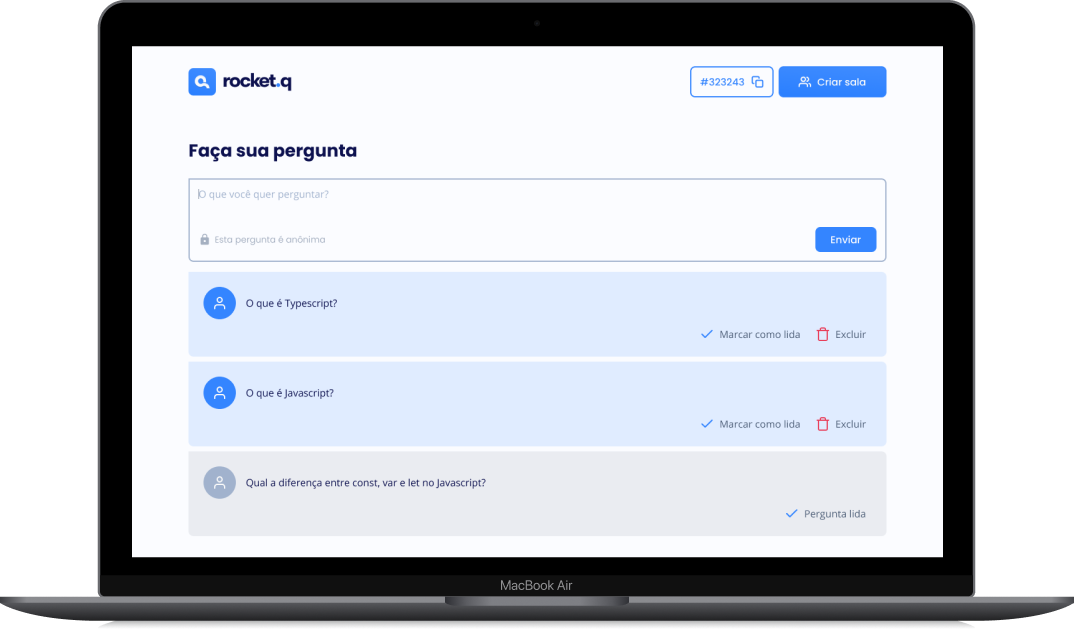 rocket.q
#323243
Criar sala
Faça sua pergunta
O que você quer perguntar?
Esta pergunta é anônima
Enviar
O que é Typescript?
Marcar como lida
Excluir
O que é Javascript?
Marcar como lida
Excluir
Qual a diferença entre const, var e let no Javascript?
Pergunta lida
MacBook Air